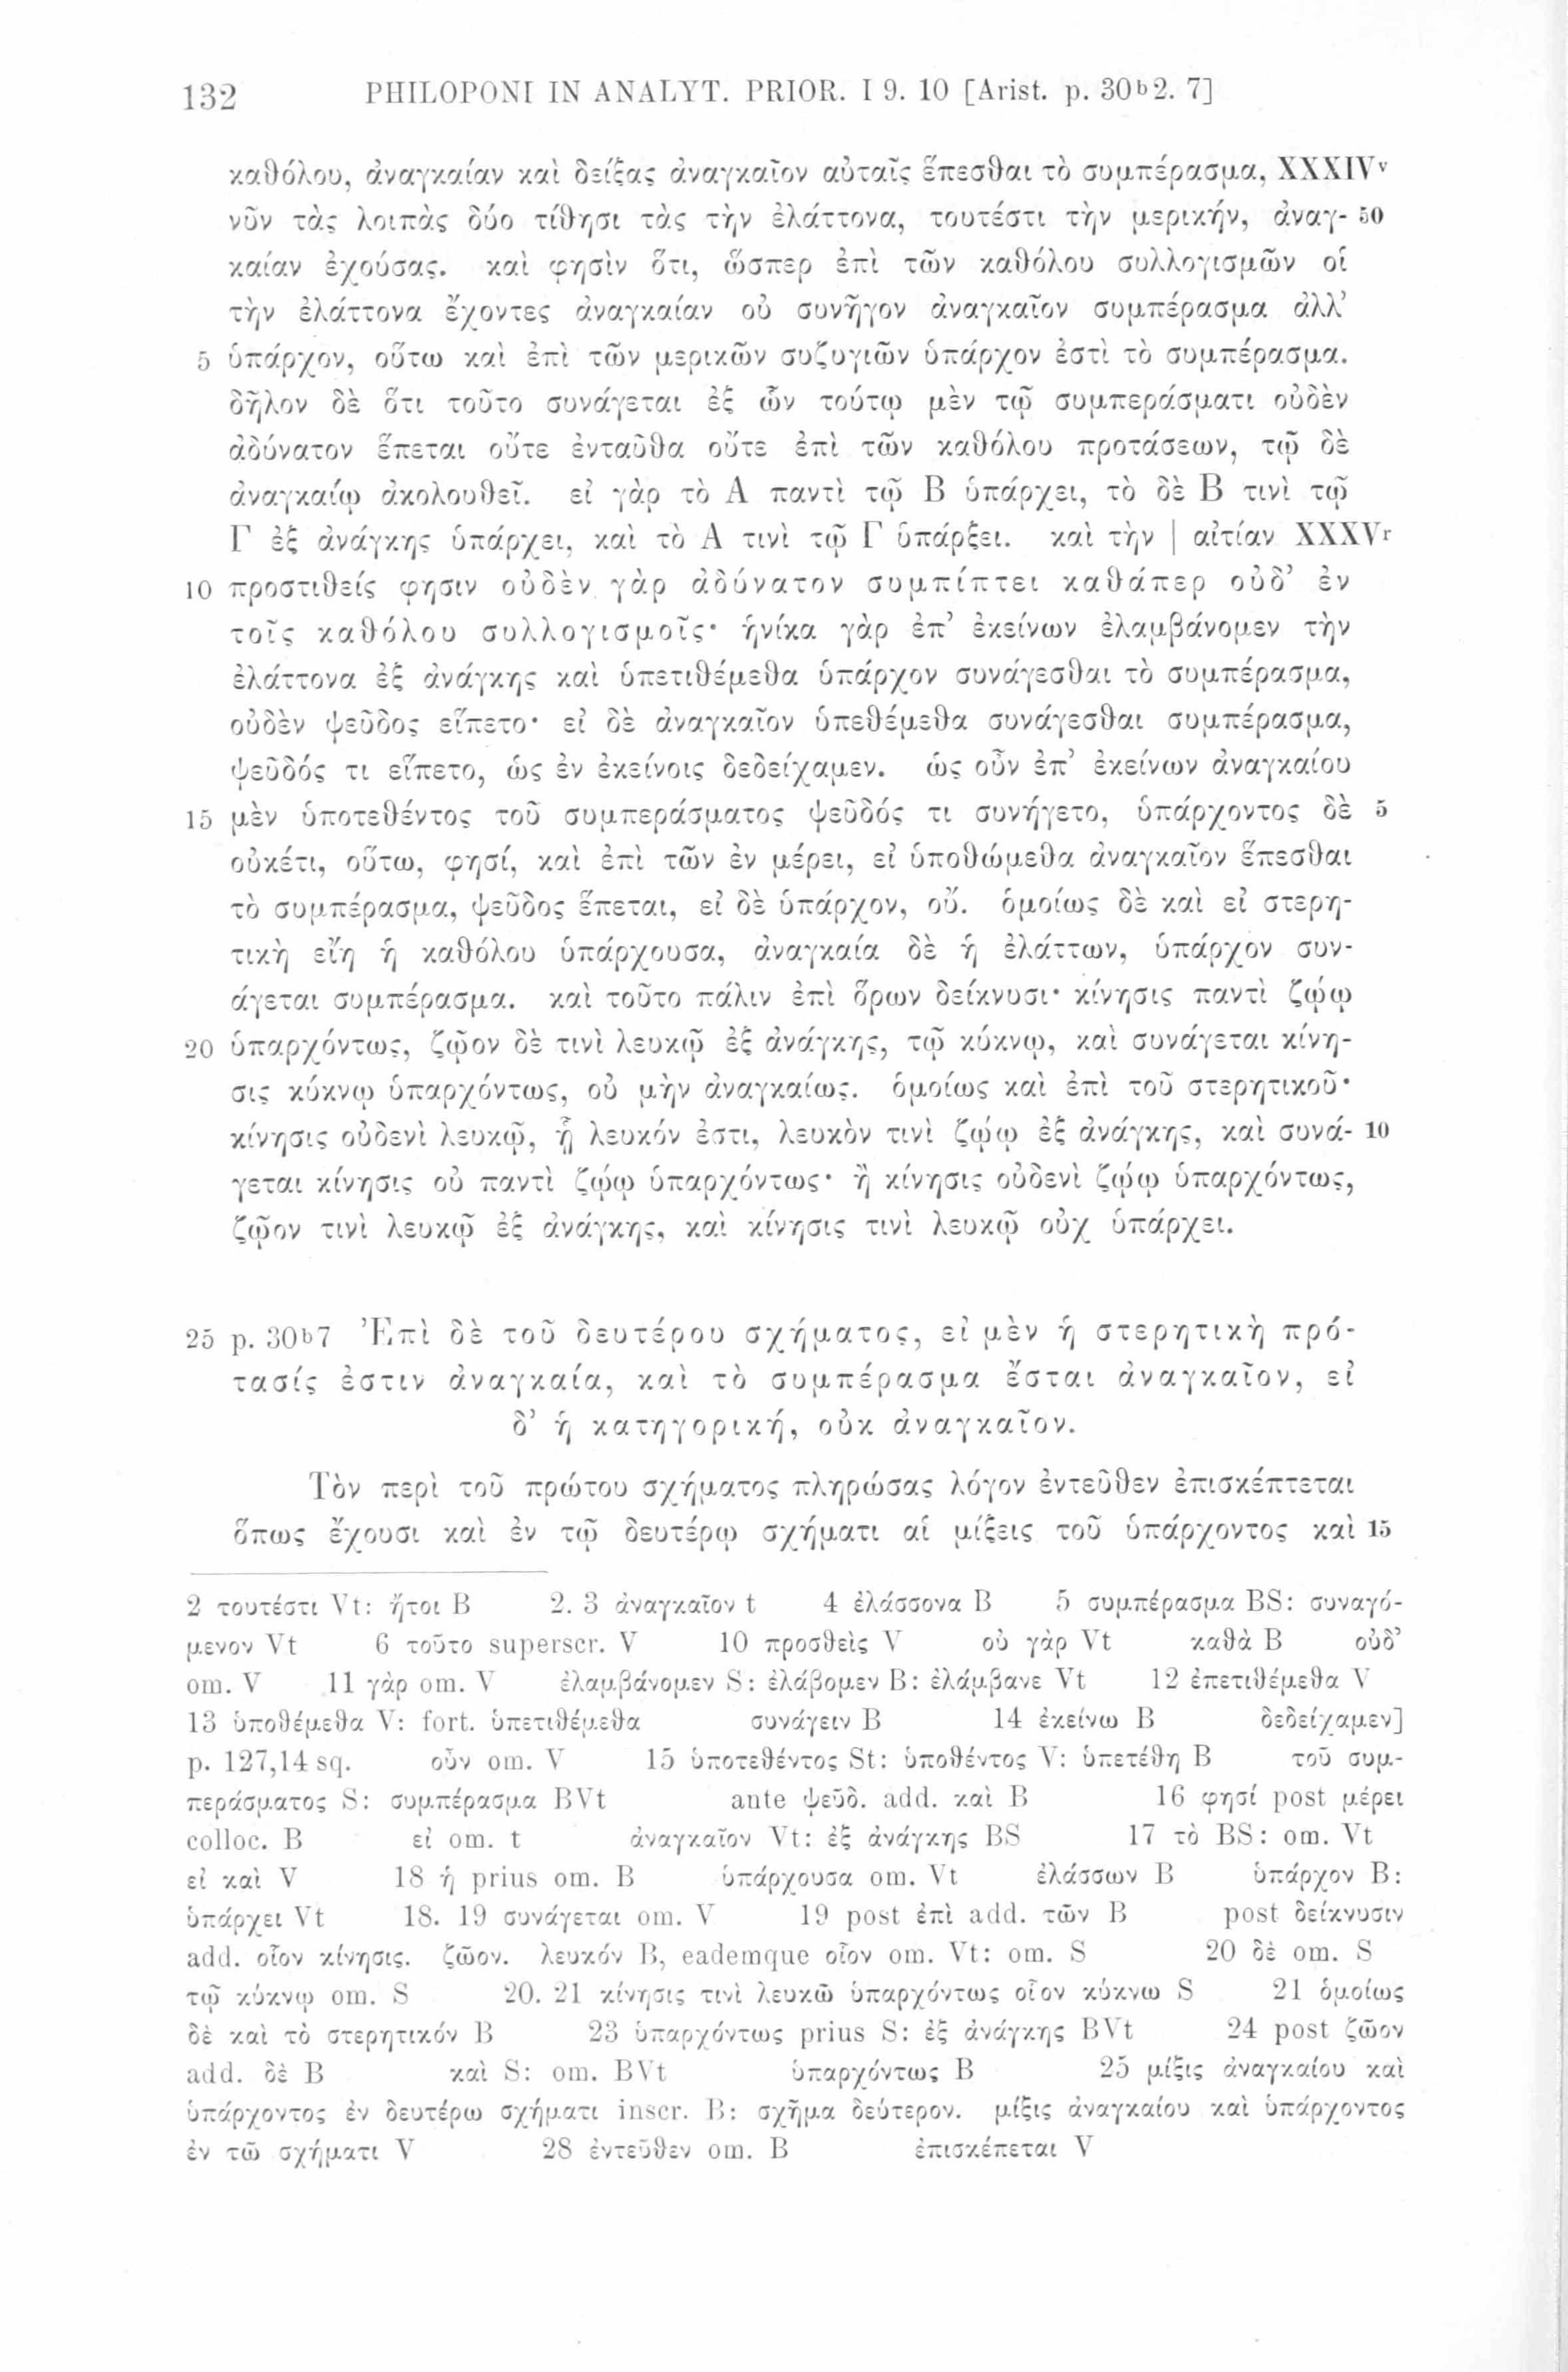 132 PHILOPONI IN ANALYT. PRIOR. I 9. 10 [Arist. p. 30b2. 7]
καθόλου, ἀναγκαίαν καὶ δείξας ἀναγκαῖον αὐταῖς ἕπεσθαι τὸ συμπέρασμα, XXXIVv
νῦν τὰς λοιπὰς δύο τίθησι τὰς τὴν ἐλάττονα, τουτέστι τὴν μερικήν, ἀναγ- 50
καίαν ἐχούσας. καὶ φησὶν ὅτι, ὥσπερ ἐπὶ τῶν καθόλου συλλογισμῶν οἱ
τὴν ἐλάττονα ἔχοντες ἀναγκαίαν οὐ συνῆγον ἀναγκαῖον συμπέρασμα ἀλλ’
5 ὑπάρχον, οὕτω καὶ ἐπὶ τῶν μερικῶν συζυγιῶν ὑπάρχον ἐστὶ τὸ συμπέρασμα.
δῆλον δὲ ὅτι τοῦτο συνάγεται ἐξ ὧν τούτῳ μὲν τῷ συμπεράσματι οὐδὲν
ἀδύνατον ἕπεται οὔτε ἐνταῦθα οὔτε ἐπὶ τῶν καθόλου προτάσεων, τῷ δὲ
ἀναγκαίῳ ἀκολουθεῖ. εἰ γὰρ τὸ Α παντὶ τῷ Β ὑπάρχει, τὸ δὲ Β τινὶ τῷ
Γ ἐξ ἀνάγκης ὑπάρχει, καὶ τὸ Α τινὶ τῷ Γ ὑπάρξει. καὶ τὴν | αἰτίαν XXXVr
10 προστιθείς φησιν οὐδὲν γὰρ ἀδύνατον συμπίπτει καθάπερ οὐδ’ ἐν
τοῖς καθόλου συλλογισμοῖς· ἡνίκα γὰρ ἐπ’ ἐκείνων ἐλαμβάνομεν τὴν
ἐλάττονα ἐξ ἀνάγκης καὶ ὑπετιθέμεθα ὑπάρχον συνάγεσθαι τὸ συμπέρασμα,
οὐδὲν ψεῦδος εἵπετο· εἰ δὲ ἀναγκαῖον ὑπεθέμεθα συνάγεσθαι συμπέρασμα,
ψεῦδός τι εἵπετο, ὡς ἐν ἐκείνοις δεδείχαμεν. ὡς οὖν ἐπ’ ἐκείνων ἀναγκαίου
15 μὲν ὑποτεθέντος τοῦ συμπεράσματος ψεῦδός τι συνήγετο, ὑπάρχοντος δὲ 5
οὐκέτι, οὕτω, φησί, καὶ ἐπὶ τῶν ἐν μέρει, εἰ ὑποθώμεθα ἀναγκαῖον ἕπεσθαι
τὸ συμπέρασμα, ψεῦδος ἕπεται, εἰ δὲ ὑπάρχον, οὔ. ὁμοίως δὲ καὶ εἰ στερη-
τικὴ εἴη ἡ καθόλου ὑπάρχουσα, ἀναγκαία δὲ ἡ ἐλάττων, ὑπάρχον συν-
άγεται συμπέρασμα. καὶ τοῦτο πάλιν ἐπὶ ὅρων δείκνυσι· κίνησις παντὶ ζῴῳ
20 ὑπαρχόντως, ζῷον δὲ τινὶ λευκῷ ἐξ ἀνάγκης, τῷ κύκνῳ, καὶ συνάγεται κίνη-
σις κύκνῳ ὑπαρχόντως, οὐ μὴν ἀναγκαίως. ὁμοίως καὶ ἐπὶ τοῦ στερητικοῦ·
κίνησις οὐδενὶ λευκῷ, ᾗ λευκόν ἐστι, λευκὸν τινὶ ζῴῳ ἐξ ἀνάγκης, καὶ συνά- 10
γεται κίνησις οὐ παντὶ ζῴῳ ὑπαρχόντως· ἢ κίνησις οὐδενὶ ζῴῳ ὑπαρχόντως,
ζῷον τινὶ λευκῷ ἐξ ἀνάγκης, καὶ κίνησις τινὶ λευκῷ οὐχ ὑπάρχει.
25 p. 30b7 Ἐπὶ δὲ τοῦ δευτέρου σχήματος, εἰ μὲν ἡ στερητικὴ πρό-
τασίς ἐστιν ἀναγκαία, καὶ τὸ συμπέρασμα ἔσται ἀναγκαῖον, εἰ
δ’ ἡ κατηγορική, οὐκ ἀναγκαῖον.
Τὸν περὶ τοῦ πρώτου σχήματος πληρώσας λόγον ἐντεῦθεν ἐπισκέπτεται
ὅπως ἔχουσι καὶ ἐν τῷ δευτέρῳ σχήματι αἱ μίξεις τοῦ ὑπάρχοντος καὶ 15
2 τουτέστι Vt: ἤτοι B 2. 3 ἀναγκαῖον t 4 ἐλάσσονα B 5 συμπέρασμα BS: συναγό-
μενον Vt 6 τοῦτο superscr. V 10 προσθεὶς V οὐ γὰρ Vt καθὰ B οὐδ’
om. V 11 γὰρ om. V ἐλαμβάνομεν S: ἐλάβομεν B: ἐλάμβανε Vt 12 ἐπετιθέμεθα V
13 ὑποθέμεθα V: fort. ὑπετιθέμεθα συνάγειν B 14 ἐκείνω B δεδείχαμεν]
p. 127,14 sq. οὖν om. V 15 ὑποτεθέντος St: ὑποθέντος V: ὑπετέθη B τοῦ συμ-
περάσματος S: συμπέρασμα BVt ante ψεῦδ. add. καὶ B 16 φησί post μέρει
colloc. B εἰ om. t ἀναγκαῖον Vt: ἐξ ἀνάγκης BS 17 τὸ BS: om. Vt
εἰ καὶ V 18 ἡ prius om. B ὑπάρχουσα om. Vt ἐλάσσων B ὑπάρχον B:
ὑπάρχει Vt 18. 19 συνάγεται om. V 19 post ἐπὶ add. τῶν B post δείκνυσιν
add. οἷον κίνησις. ζῶον. λευκόν B, eademque οἷον om. Vt: om. S 20 δὲ om. S
τῷ κύκνῳ om. S 20. 21 κίνησις τινὶ λευκῶ ὑπαρχόντως οἷον κύκνω S 21 ὁμοίως
δὲ καὶ τὸ στερητικόν B 23 ὑπαρχόντως prius S: ἐξ ἀνάγκης BVt 24 post ζῶον
add. δὲ B καὶ S: om. BVt ὑπαρχόντως B 25 μίξις ἀναγκαίου καὶ
ὑπάρχοντος ἐν δευτέρω σχήματι inscr. B: σχῆμα δεύτερον. μίξις ἀναγκαίου καὶ ὑπάρχοντος
ἐν τῶ σχήματι V 28 ἐντεῦθεν om. B ἐπισκέπεται V